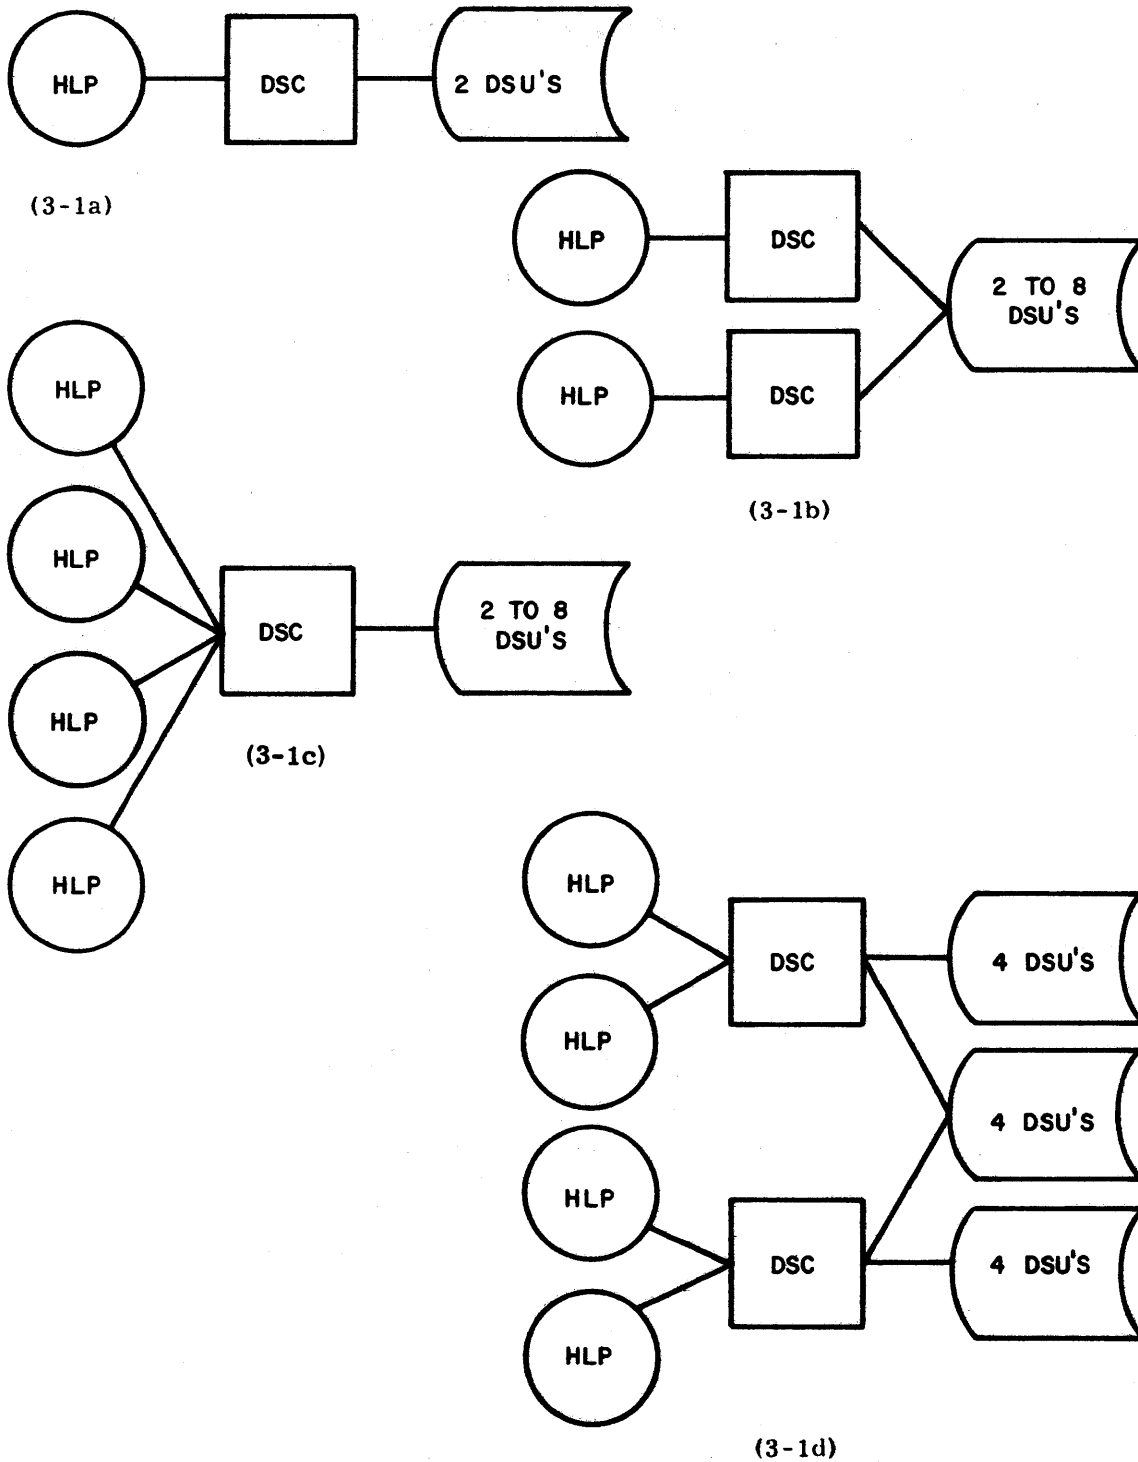 HLP
DSC
2 DSU'S
(3-1a)
HLP
DSC
2 TO 8
DSU'S
HLP
DSC
(3-1b)
HLP
HLP
DSC
2 TO 8
DSU'S
HLP
(3-1c)
HLP
HLP
DSC
4 DSU'S
HLP
4 DSU'S
HLP
DSC
4 DSU'S
HLP
(3-1d)